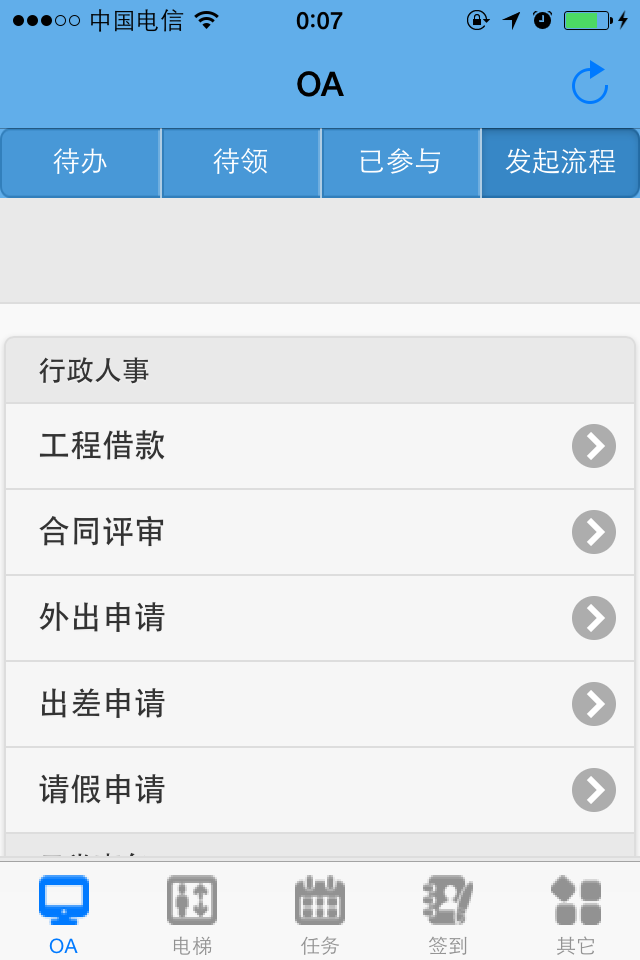 中国电信 0:07
OA
待办 待领 已参与 发起流程
行政人事
工程借款
合同评审
外出申请
出差申请
请假申请
OA 电梯 任务 签到 其它